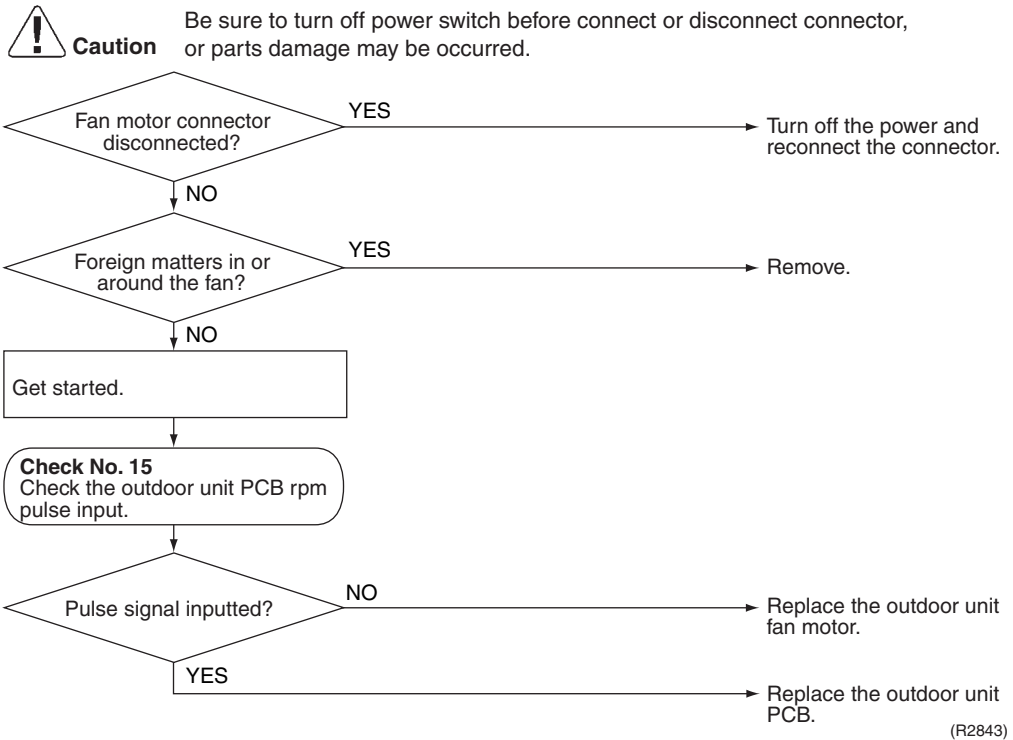 Caution
Be sure to turn off power switch before connect or disconnect connector,
or parts damage may be occurred.
Fan motor connector
disconnected?
YES
Turn off the power and
reconnect the connector.
NO
Foreign matters in or
around the fan?
YES
Remove.
NO
Get started.
Check No. 15
Check the outdoor unit PCB rpm
pulse input.
Pulse signal inputted?
NO
Replace the outdoor unit
fan motor.
YES
Replace the outdoor unit
PCB.
(R2843)